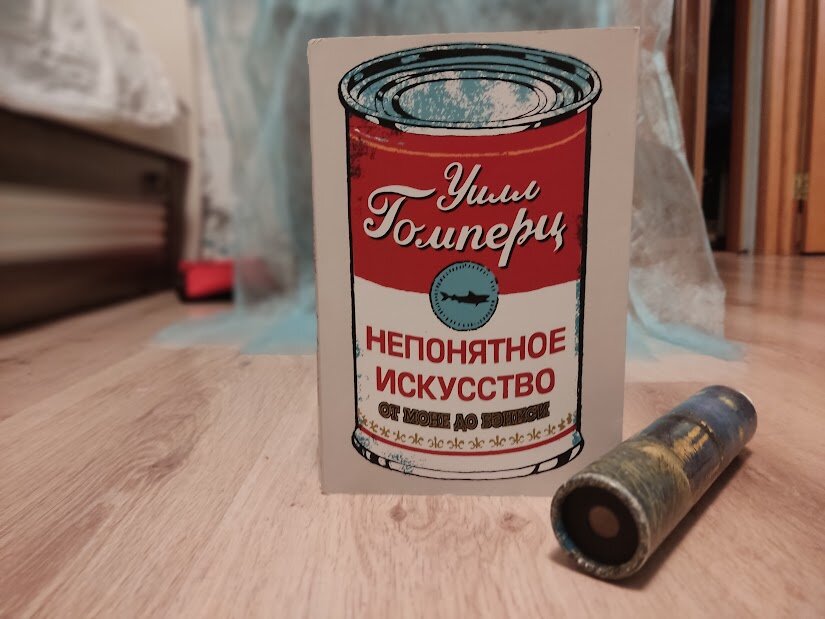 Уилл
Гомперц
НЕПОНЯТНОЕ
ИСКУССТВО
ОТ МОНЕ ДО БЭНКСИ